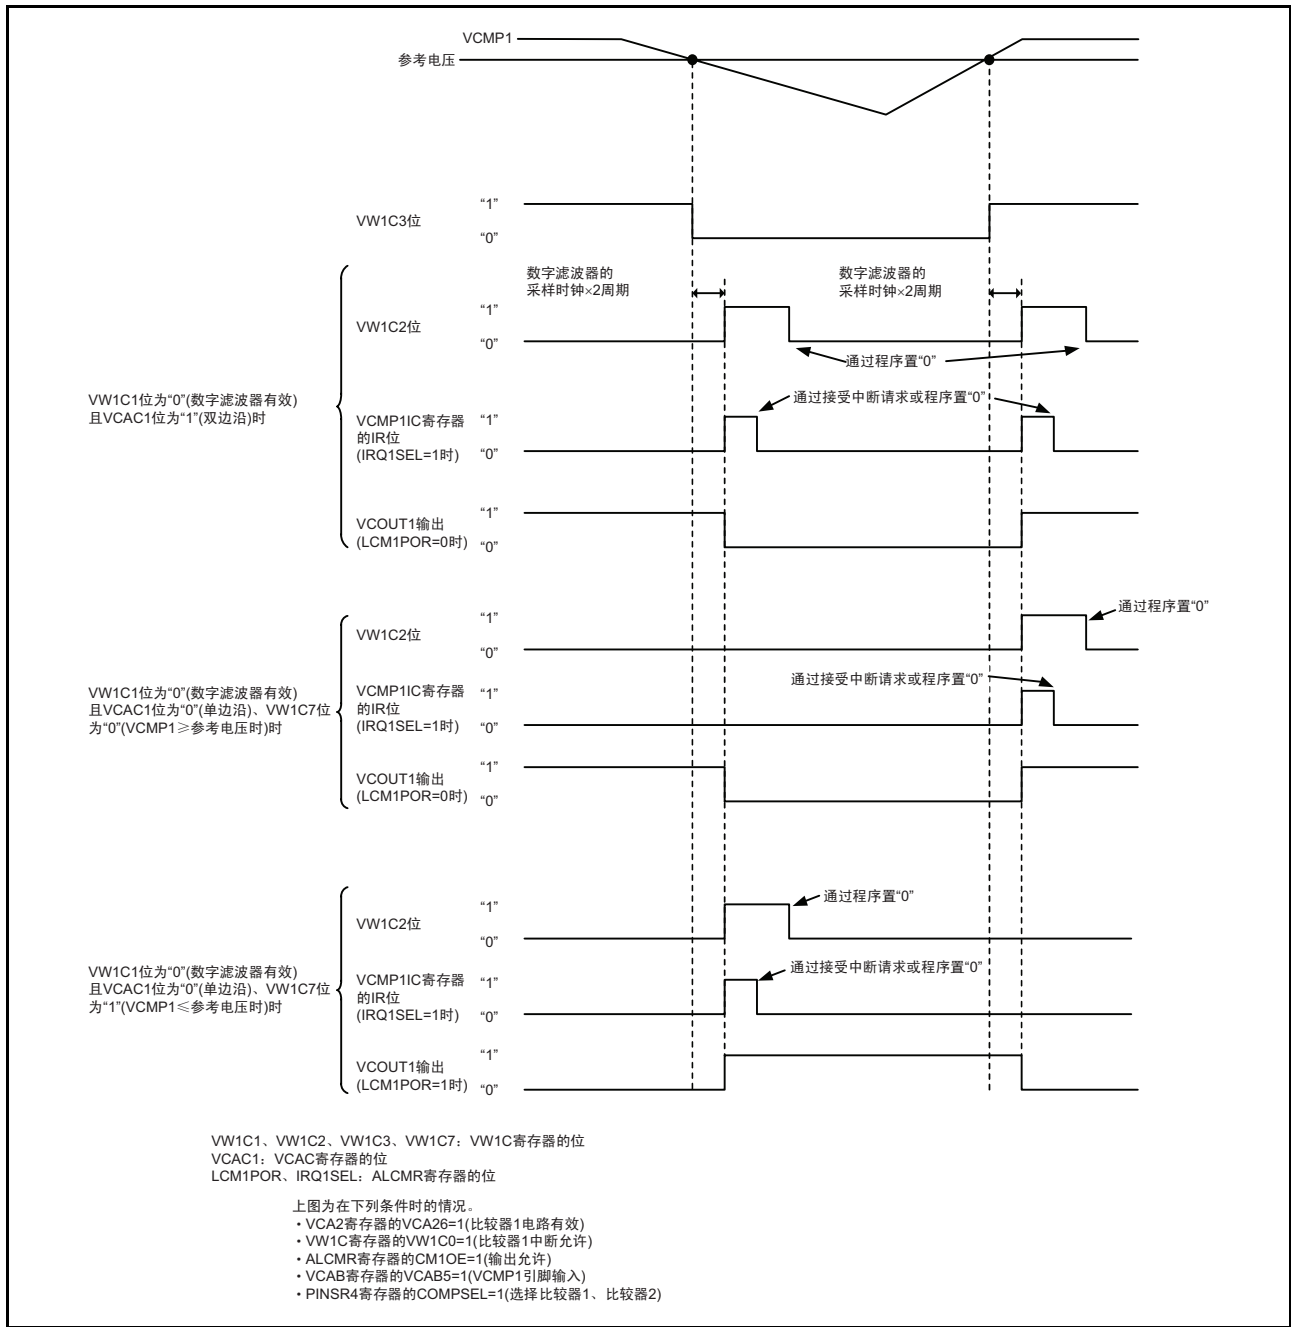 VCMP1
参考电压
“1”
VW1C3位
“0”
数字滤波器的
采样时钟×2周期
数字滤波器的
采样时钟×2周期
“1”
VW1C2位
“0”
通过程序置“0”
VW1C1位为“0”(数字滤波器有效)
且VCAC1位为“1”(双边沿)时
通过接受中断请求或程序置“0”
VCMP1IC寄存器 “1”
的IR位
(IRQ1SEL=1时) “0”
“1”
VCOUT1输出
(LCM1POR=0时) “0”
“1”
通过程序置“0”
VW1C2位
“0”
通过接受中断请求或程序置“0”
VW1C1位为“0”(数字滤波器有效)
且VCAC1位为“0”(单边沿)、VW1C7位
为“0”(VCMP1≥参考电压时)时
VCMP1IC寄存器 “1”
的IR位
(IRQ1SEL=1时) “0”
“1”
VCOUT1输出
(LCM1POR=0时) “0”
通过程序置“0”
“1”
VW1C2位
“0”
通过接受中断请求或程序置“0”
VW1C1位为“0”(数字滤波器有效)
且VCAC1位为“0”(单边沿)、VW1C7位
为“1”(VCMP1≤参考电压时)时
VCMP1IC寄存器 “1”
的IR位
(IRQ1SEL=1时) “0”
“1”
VCOUT1输出
(LCM1POR=1时) “0”
VW1C1、VW1C2、VW1C3、VW1C7：VW1C寄存器的位
VCAC1：VCAC寄存器的位
LCM1POR、IRQ1SEL：ALCMR寄存器的位
上图为在下列条件时的情况。
・VCA2寄存器的VCA26=1(比较器1电路有效)
・VW1C寄存器的VW1C0=1(比较器1中断允许)
・ALCMR寄存器的CM1OE=1(输出允许)
・VCAB寄存器的VCAB5=1(VCMP1引脚输入)
・PINSR4寄存器的COMPSEL=1(选择比较器1、比较器2)